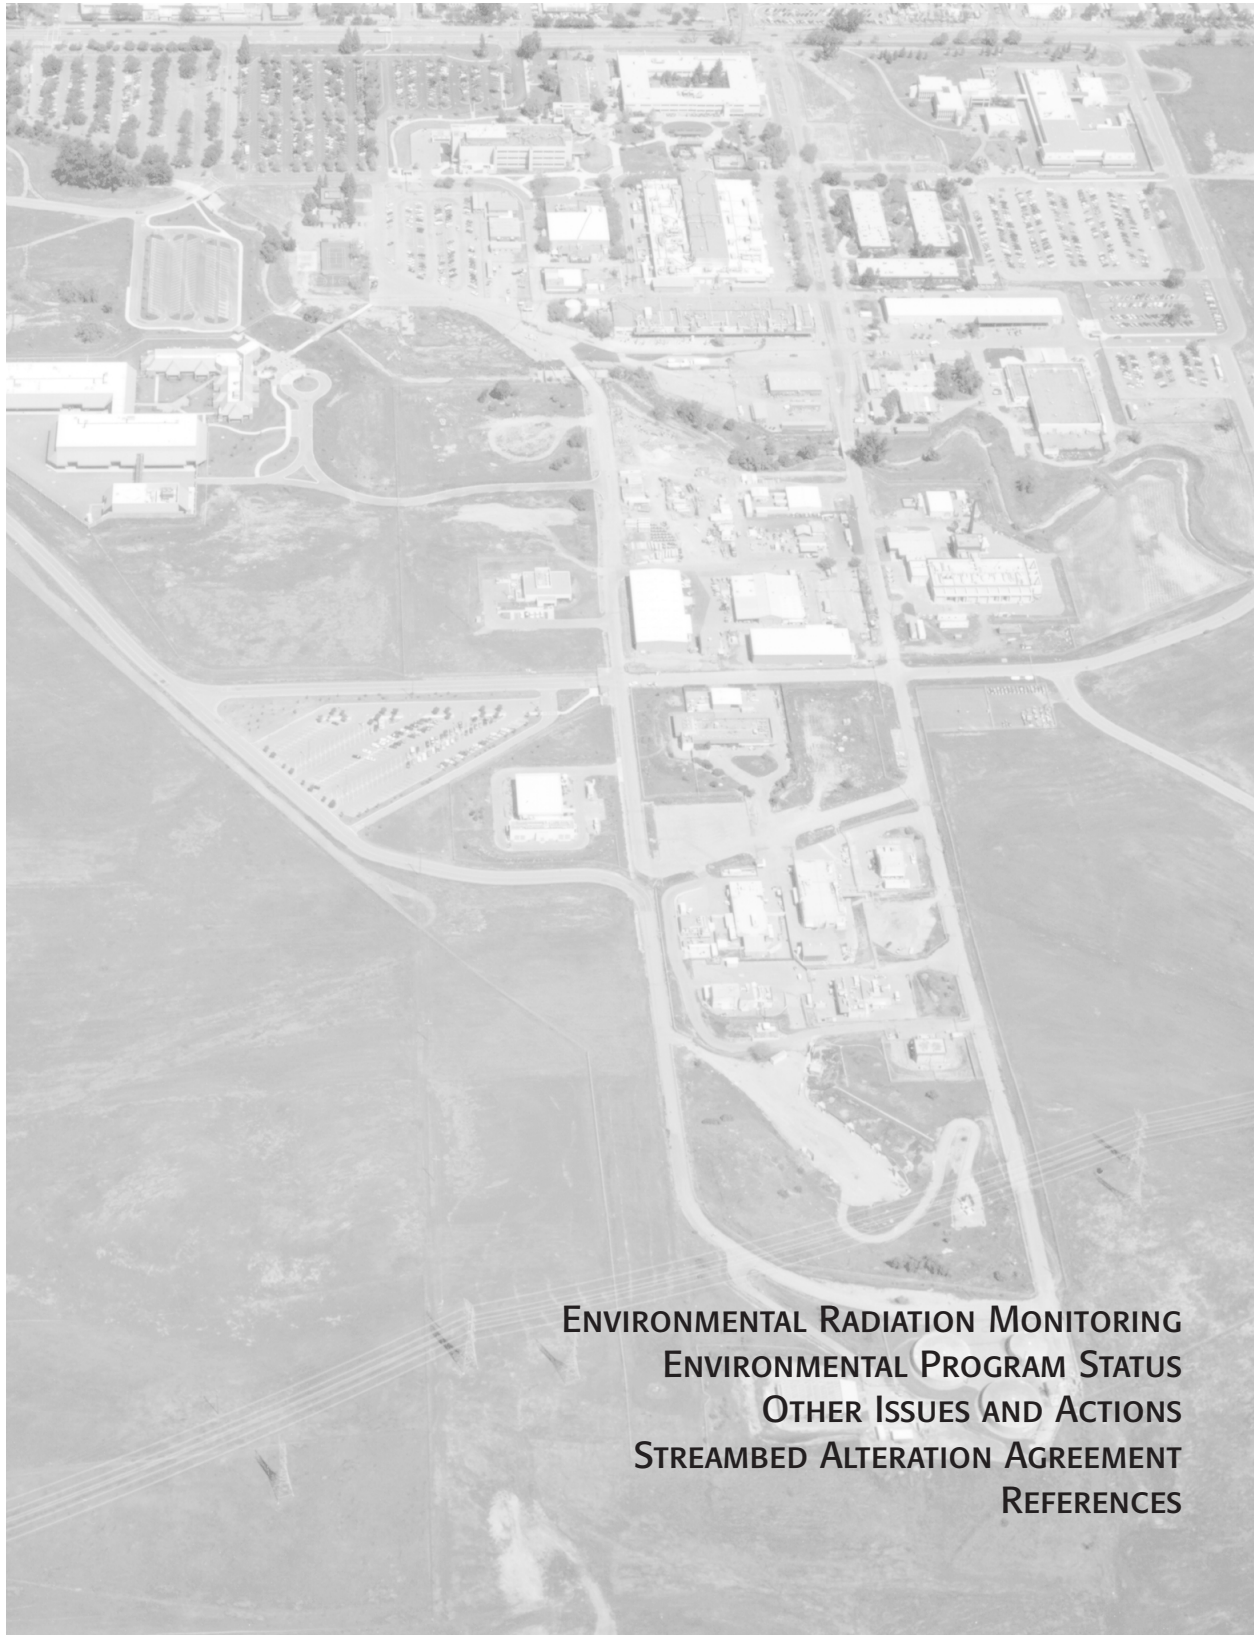 Environmental Radiation Monitoring
Environmental Program Status
Other Issues and Actions
Streambed Alteration Agreement
References